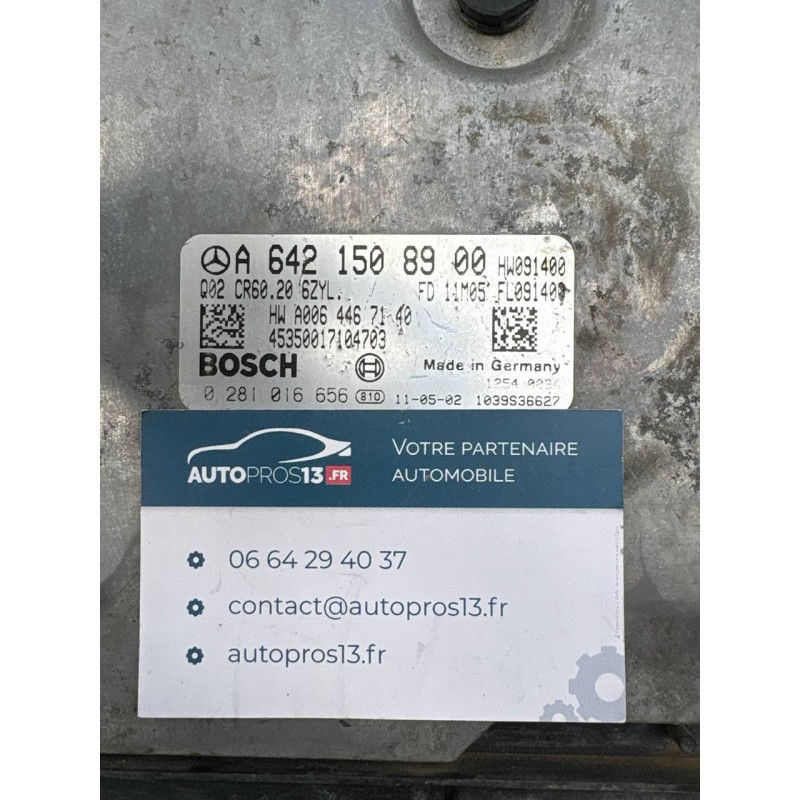 A 642 150 89 00 HW091400
Q02 CR60.20 6ZYL. FD 11M05 FL091400
HW A006 446 71 40
45350017104703
BOSCH Made in Germany
0 281 016 656 810 11-05-02 1039S36627
AUTOPROS13.FR
VOTRE PARTENAIRE
AUTOMOBILE
06 64 29 40 37
contact@autopros13.fr
autopros13.fr